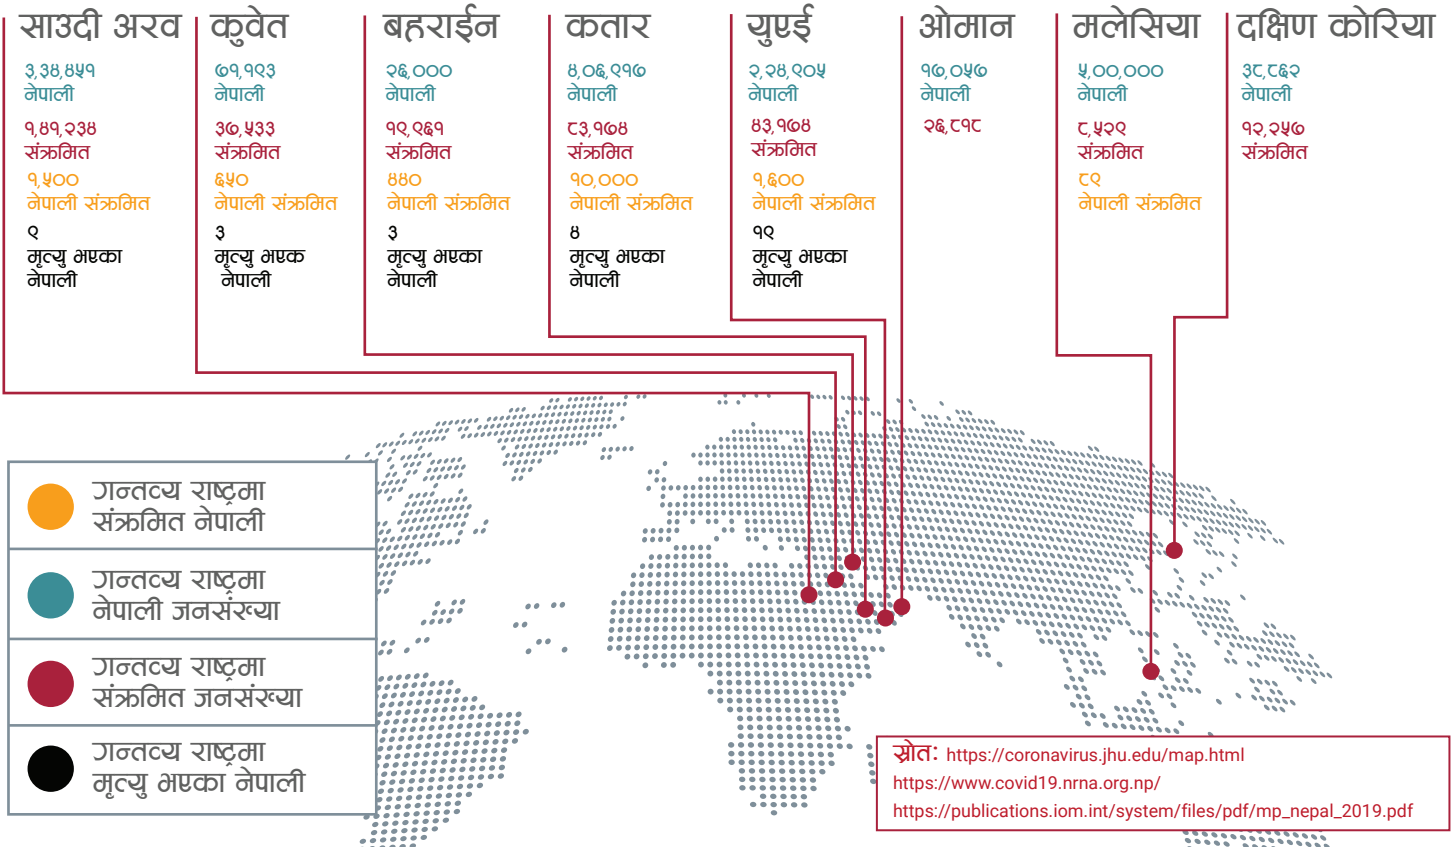 साउदी अरव
३,३४,४५१
नेपाली
१,४१,२३४
संक्रमित
१,५००
नेपाली संक्रमित
९
मृत्यु भएका
नेपाली
कुवेत
७१,१९३
नेपाली
३७,५३३
संक्रमित
६५०
नेपाली संक्रमित
३
मृत्यु भएक
नेपाली
बहराईन
२६,०००
नेपाली
१९,९६१
संक्रमित
४४०
नेपाली संक्रमित
३
मृत्यु भएका
नेपाली
कतार
४,०६,९१७
नेपाली
८३,१७४
संक्रमित
१०,०००
नेपाली संक्रमित
४
मृत्यु भएका
नेपाली
युएई
२,२४,९०५
नेपाली
४३,१७४
संक्रमित
१,६००
नेपाली संक्रमित
१९
मृत्यु भएका
नेपाली
ओमान
१७,०५७
नेपाली
२६,८१८
मलेसिया
५,००,०००
नेपाली
८,५२९
संक्रमित
८९
नेपाली संक्रमित
दक्षिण कोरिया
३८,८६२
नेपाली
१२,२५७
संक्रमित
गन्तव्य राष्ट्रमा
संक्रमित नेपाली
गन्तव्य राष्ट्रमा
नेपाली जनसंख्या
गन्तव्य राष्ट्रमा
संक्रमित जनसंख्या
गन्तव्य राष्ट्रमा
मृत्यु भएका नेपाली
स्रोत: https://coronavirus.jhu.edu/map.html
https://www.covid19.nrna.org.np/
https://publications.iom.int/system/files/pdf/mp_nepal_2019.pdf